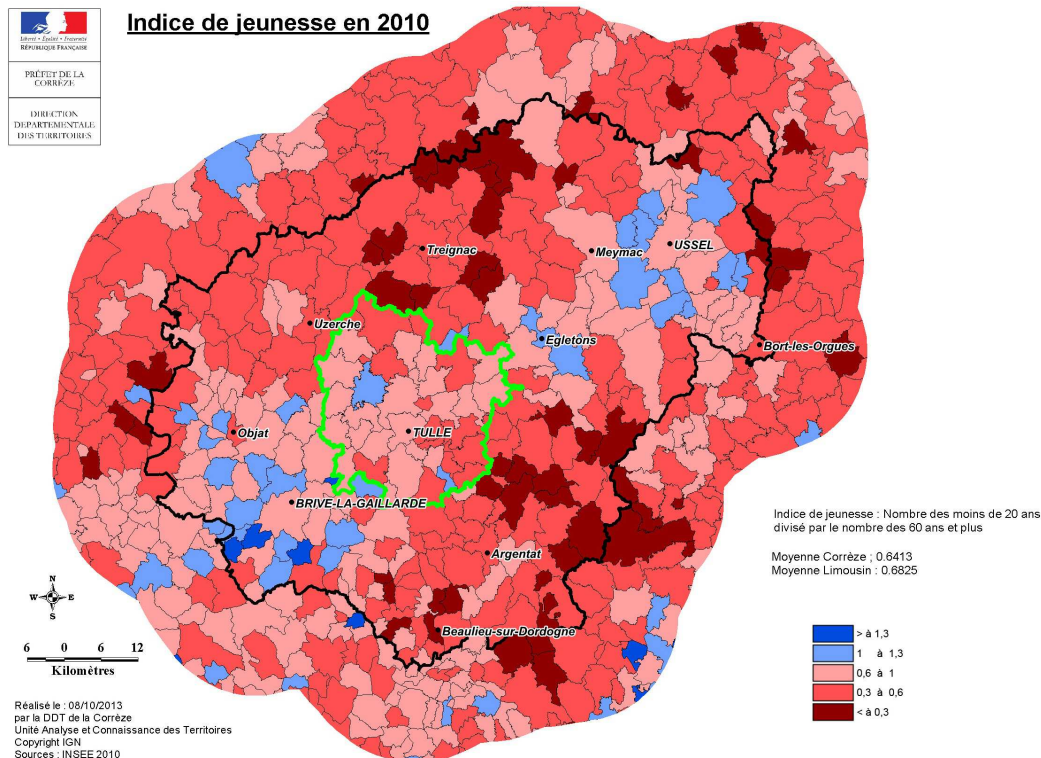 Indice de jeunesse en 2010
Liberté • Égalité • Fraternité
RÉPUBLIQUE FRANÇAISE
PRÉFET DE LA
CORRÈZE
DIRECTION
DEPARTEMENTALE
DES TERRITOIRES
Treignac
Meymac
USSEL
Uzerche
Egletons
Bort-les-Orgues
Objat
TULLE
BRIVE-LA-GAILLARDE
Argentat
Beaulieu-sur-Dordogne
Indice de jeunesse : Nombre des moins de 20 ans
divisé par le nombre des 60 ans et plus
Moyenne Corrèze ; 0.6413
Moyenne Limousin : 0.6825
> à 1,3
1 à 1,3
0,6 à 1
0,3 à 0,6
< à 0,3
N
W E
S
6 0 6 12
Kilomètres
Réalisé le : 08/10/2013
par la DDT de la Corrèze
Unité Analyse et Connaissance des Territoires
Copyright IGN
Sources : INSEE 2010